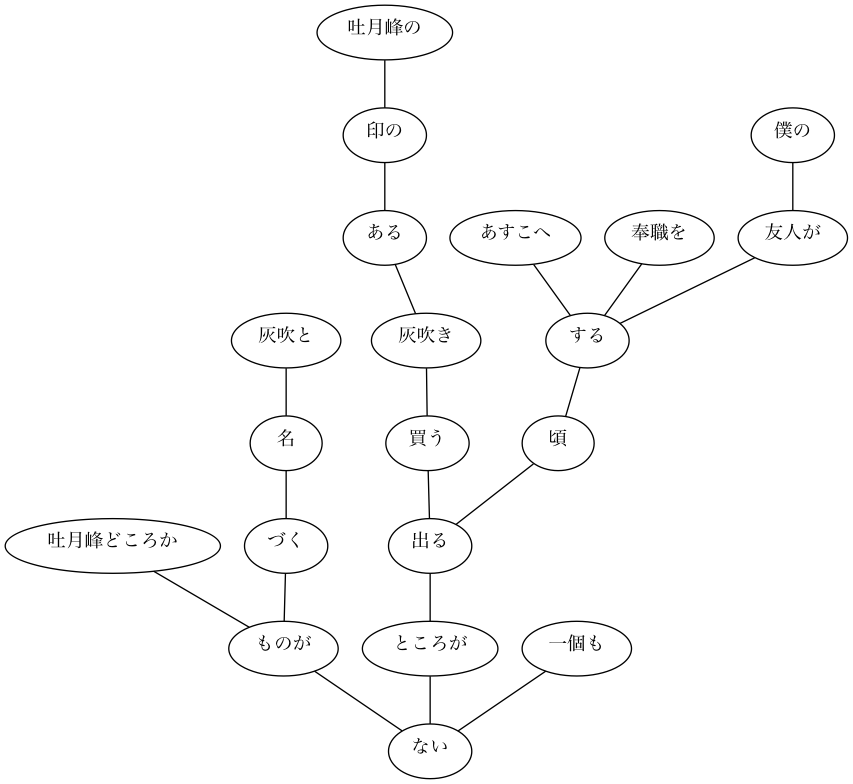 吐月峰の
印の
僕の
ある
あすこへ
奉職を
友人が
灰吹と
灰吹き
する
名
買う
頃
吐月峰どころか
づく
出る
ものが
ところが
一個も
ない